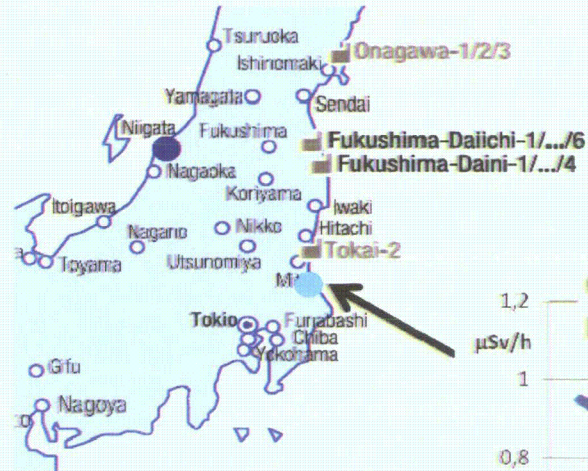 Tsuruoka
Onagawa-1/2/3
Ishinomaki
Yamagata
Sendai
Niigata
Fukushima
Fukushima-Daiichi-1/.../6
Fukushima-Daini-1/.../4
Nagaoka
Koriyama
Itoigawa
Iwaki
Nikko
Hitachi
Nagano
Tokai-2
Toyama
Utsunomiya
1,2
Tokio
Funabashi
Chiba
µSv/h
Yokohama
Gifu
1
Nagoya
0,8